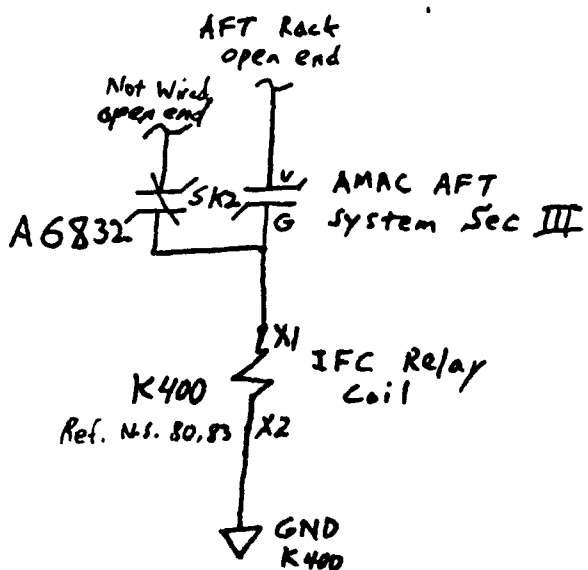 AFT Rack
open end
Not Wired
open end
SK2
V
G
AMAC AFT
system Sec III
A6832
X1
IFC Relay
Coil
K400
Ref. N.S. 80,83
X2
GND
K400